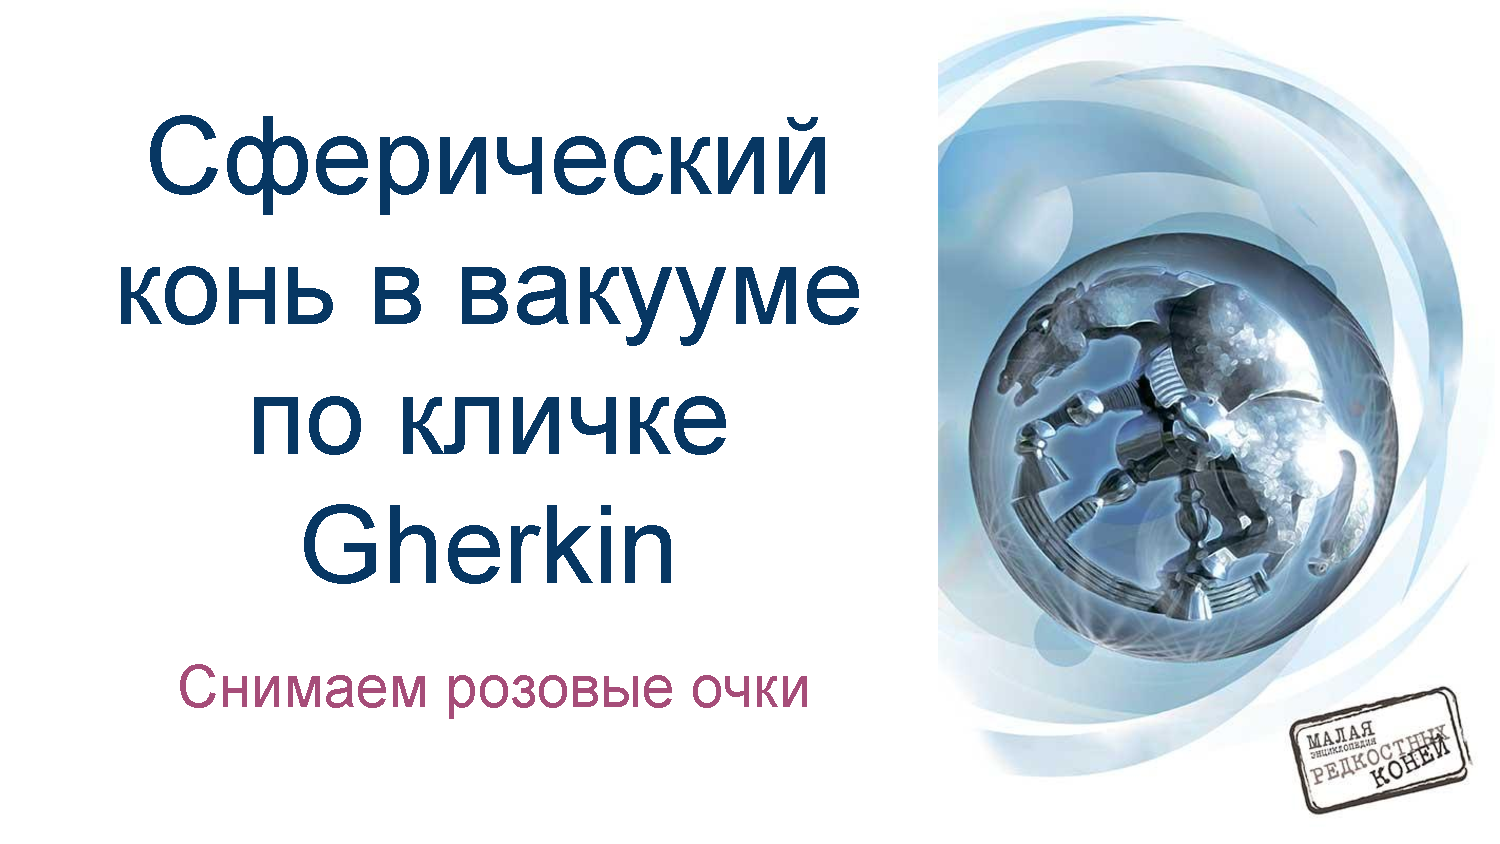 Сферический
конь в вакууме
по кличке
Gherkin
Снимаем розовые очки
МАЛАЯ
ЭНЦИКЛОПЕДИЯ
РЕДКОСТНЫХ
КОНЕЙ